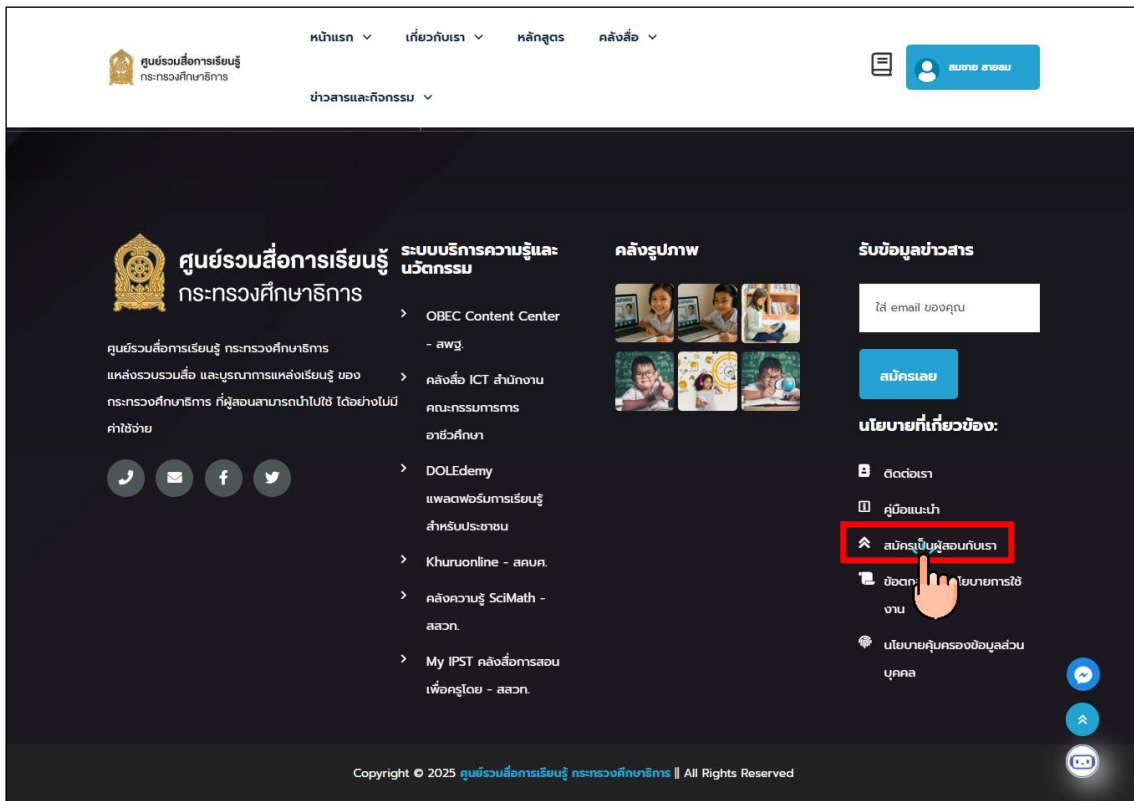 หน้าแรก
เกี่ยวกับเรา
หลักสูตร
คลังสื่อ
ศูนย์รวมสื่อการเรียนรู้
กระทรวงศึกษาธิการ
สมชาย สายลม
ข่าวสารและกิจกรรม
ศูนย์รวมสื่อการเรียนรู้
กระทรวงศึกษาธิการ
ศูนย์รวมสื่อการเรียนรู้ กระทรวงศึกษาธิการ
แหล่งรวบรวมสื่อ และบูรณาการแหล่งเรียนรู้ ของ
กระทรวงศึกษาธิการ ที่ผู้สอนสามารถนำไปใช้ ได้อย่างไม่มี
ค่าใช้จ่าย
ระบบบริการความรู้และ
นวัตกรรม
OBEC Content Center
- สพฐ.
คลังสื่อ ICT สำนักงาน
คณะกรรมการการ
อาชีวศึกษา
DOLEdemy
แพลตฟอร์มการเรียนรู้
สำหรับประชาชน
Khuruonline - สคบศ.
คลังความรู้ SciMath -
สสวท.
My IPST คลังสื่อการสอน
เพื่อครูโดย - สสวท.
คลังรูปภาพ
รับข้อมูลข่าวสาร
ใส่ email ของคุณ
สมัครเลย
นโยบายที่เกี่ยวข้อง:
ติดต่อเรา
คู่มือแนะนำ
สมัครเป็นผู้สอนกับเรา
งาน
นโยบายคุ้มครองข้อมูลส่วน
บุคคล
Copyright © 2025 ศูนย์รวมสื่อการเรียนรู้ กระทรวงศึกษาธิการ || All Rights Reserved